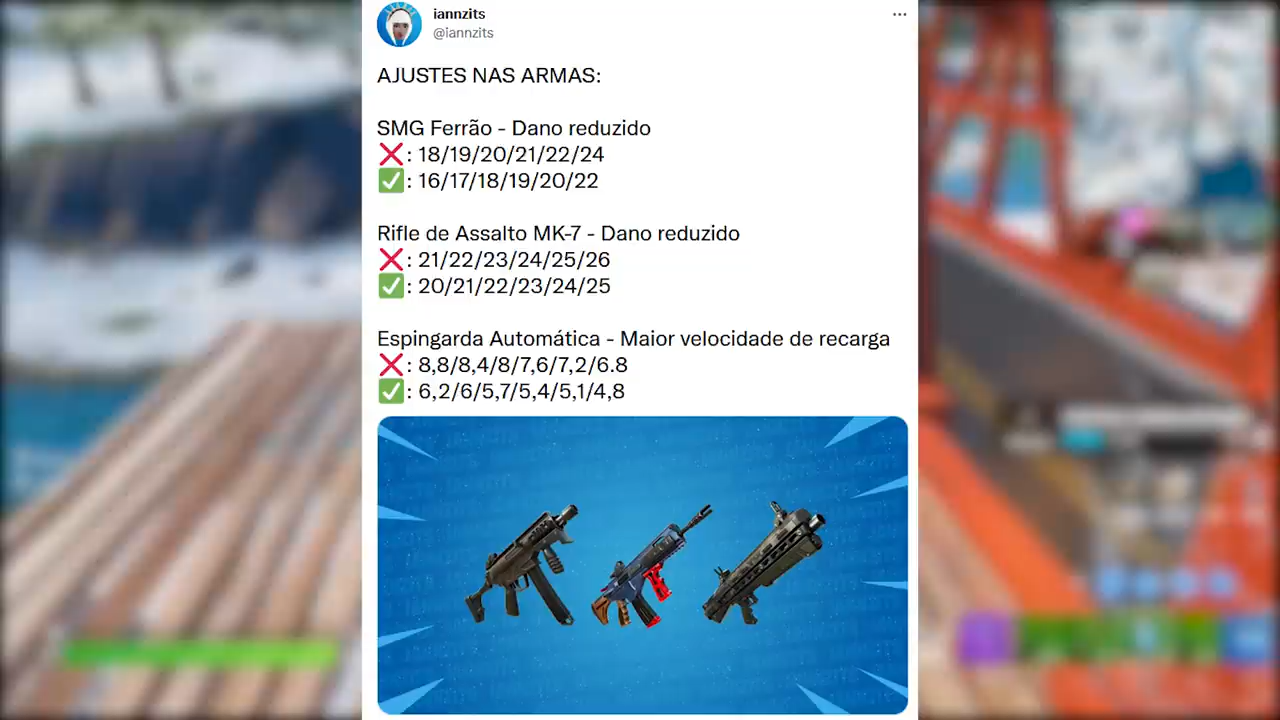 iannzits
@iannzits
AJUSTES NAS ARMAS:
SMG Ferrão - Dano reduzido
❌: 18/19/20/21/22/24
✅: 16/17/18/19/20/22
Rifle de Assalto MK-7 - Dano reduzido
❌: 21/22/23/24/25/26
✅: 20/21/22/23/24/25
Espingarda Automática - Maior velocidade de recarga
❌: 8,8/8,4/8/7,6/7,2/6.8
✅: 6,2/6/5,7/5,4/5,1/4,8